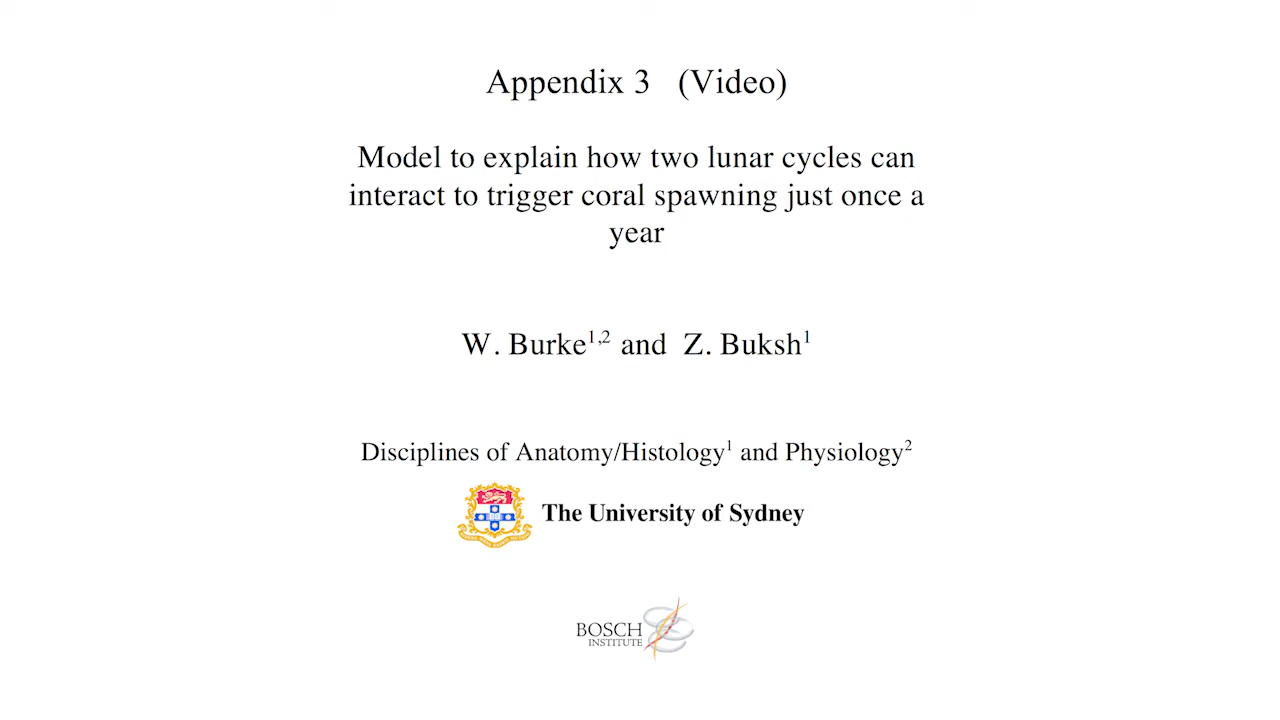 Appendix 3 (Video)
Model to explain how two lunar cycles can
interact to trigger coral spawning just once a
year
W. Burke1,2 and Z. Buksh1
Disciplines of Anatomy/Histology1 and Physiology2
The University of Sydney
BOSCH
INSTITUTE